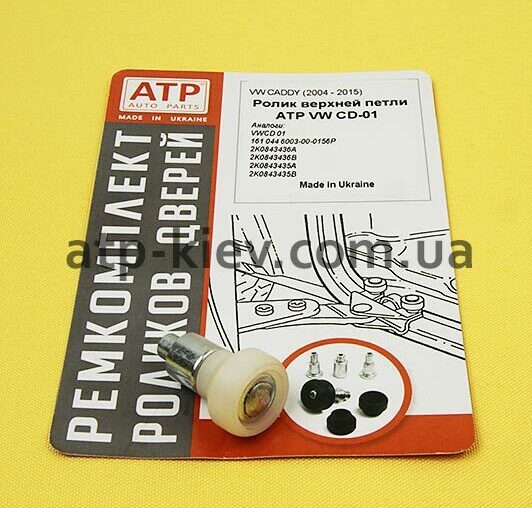 ATP
AUTO PARTS
MADE IN UKRAINE
РЕМКОМПЛЕКТ
РОЛИКОВ ДВЕРЕЙ
VW CADDY (2004 - 2015)
Ролик верхней петли
ATP VW CD-01
Аналоги:
VWCD 01
161 044 6003-00-0156P
2K0843436A
2K0843436B
2K0843435A
2K0843435B
Made in Ukraine
atp-kiev.com.ua